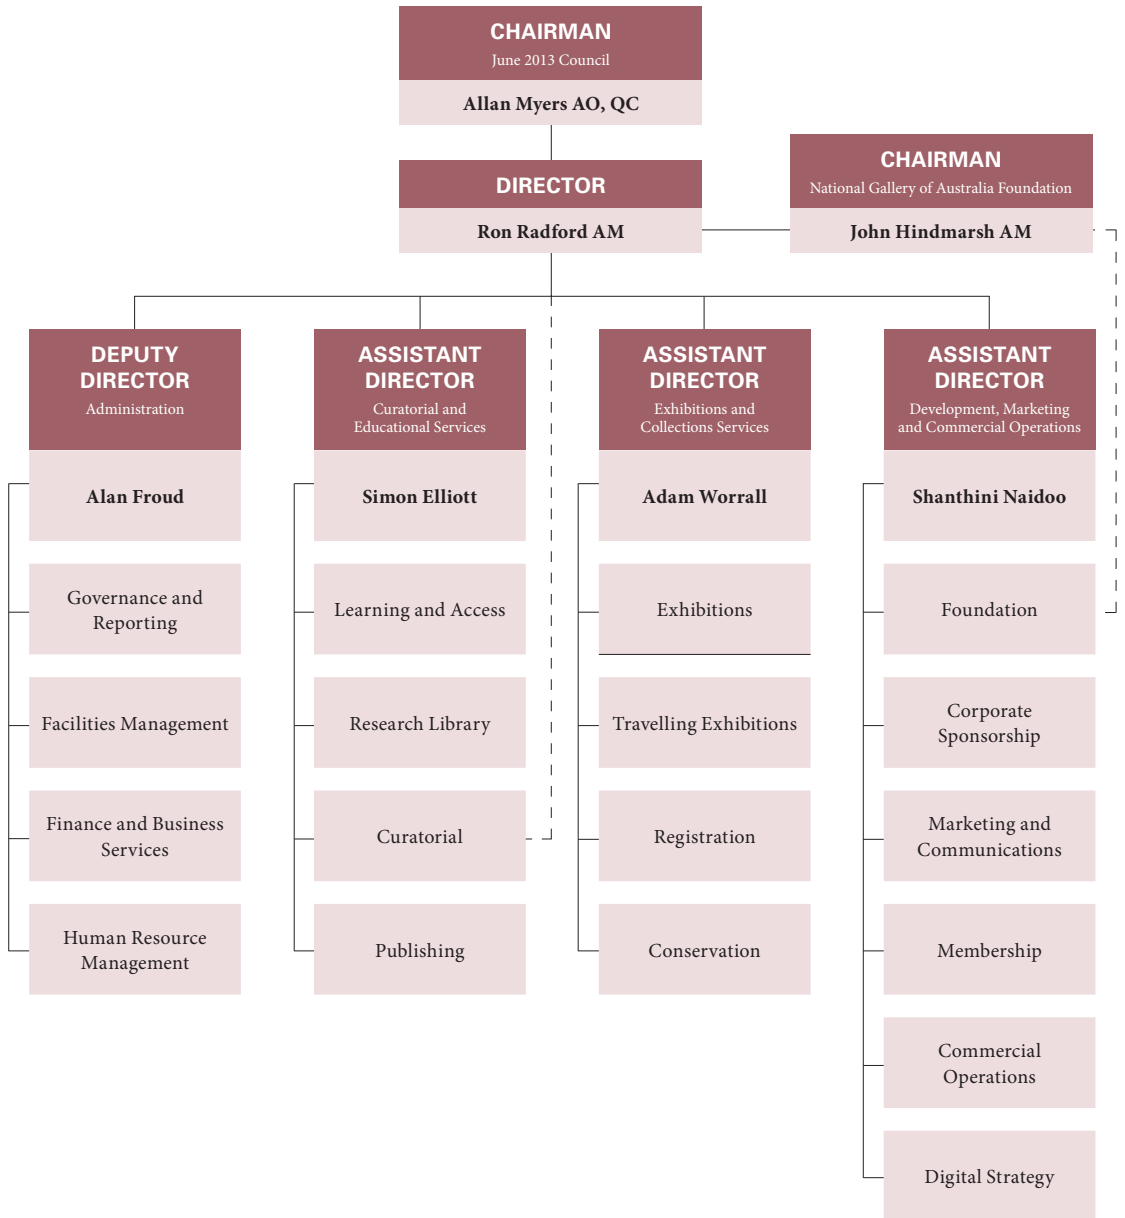 CHAIRMAN
June 2013 Council
Allan Myers AO, QC
DIRECTOR
Ron Radford AM
CHAIRMAN
National Gallery of Australia Foundation
John Hindmarsh AM
DEPUTY
DIRECTOR
Administration
Alan Froud
Governance and
Reporting
Facilities Management
Finance and Business
Services
Human Resource
Management
ASSISTANT
DIRECTOR
Curatorial and
Educational Services
Simon Elliott
Learning and Access
Research Library
Curatorial
Publishing
ASSISTANT
DIRECTOR
Exhibitions and
Collections Services
Adam Worrall
Exhibitions
Travelling Exhibitions
Registration
Conservation
ASSISTANT
DIRECTOR
Development, Marketing
and Commercial Operations
Shanthini Naidoo
Foundation
Corporate
Sponsorship
Marketing and
Communications
Membership
Commercial
Operations
Digital Strategy